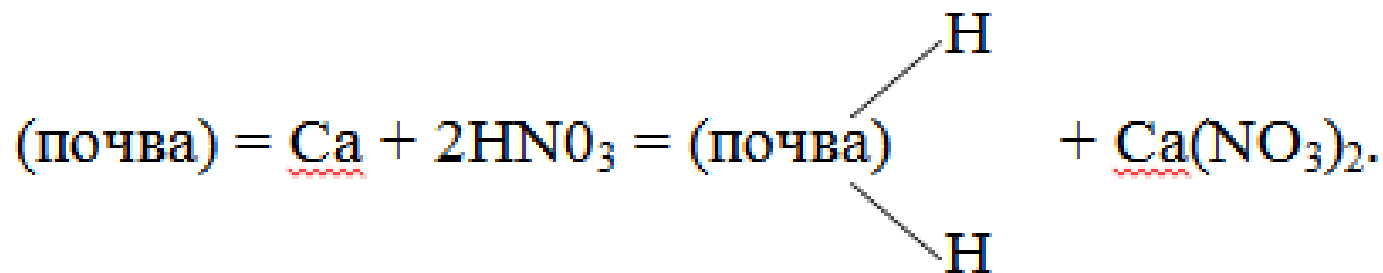 H
(почва) = Ca + 2HN0₃ = (почва) + Ca(NO₃)₂.
H